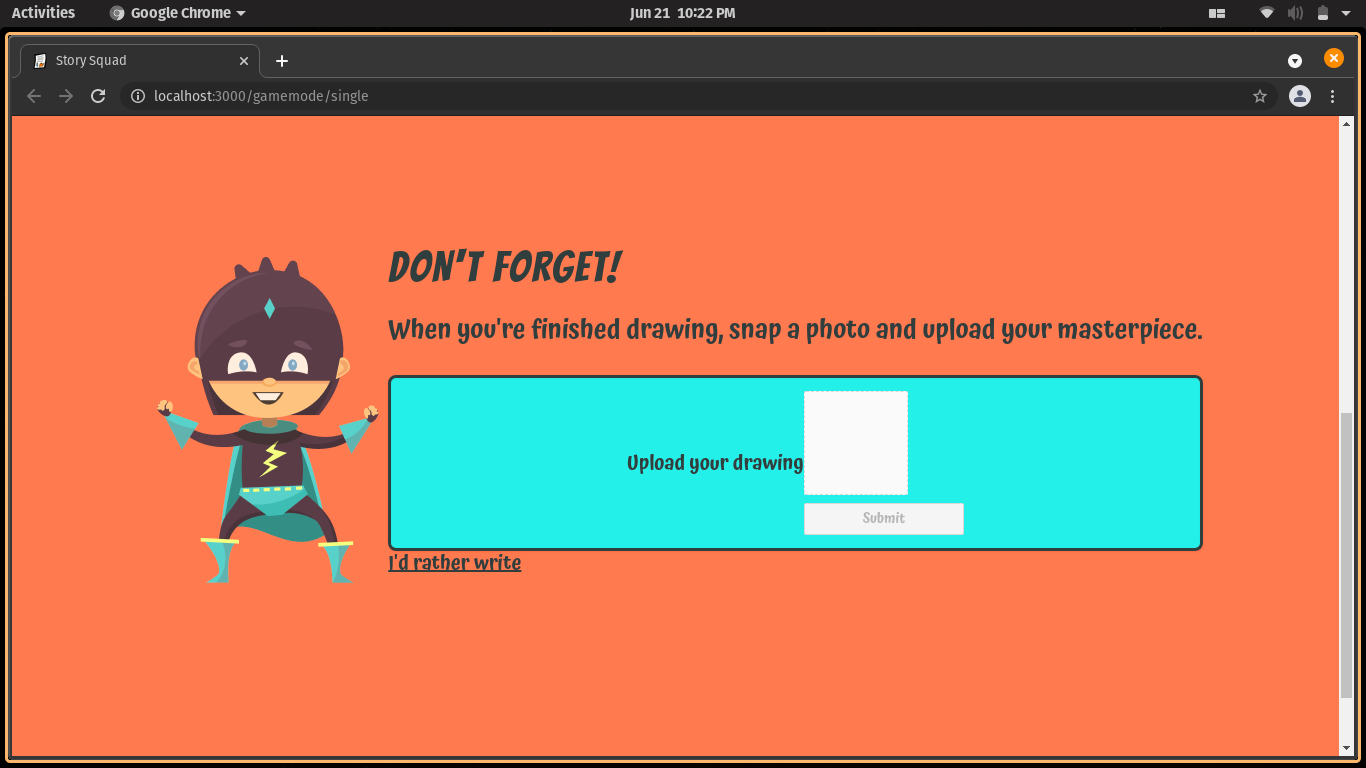 Activities
Google Chrome
Jun 21 10:22 PM
Story Squad
localhost:3000/gamemode/single
DON'T FORGET!
When you're finished drawing, snap a photo and upload your masterpiece.
Upload your drawing
Submit
I'd rather write